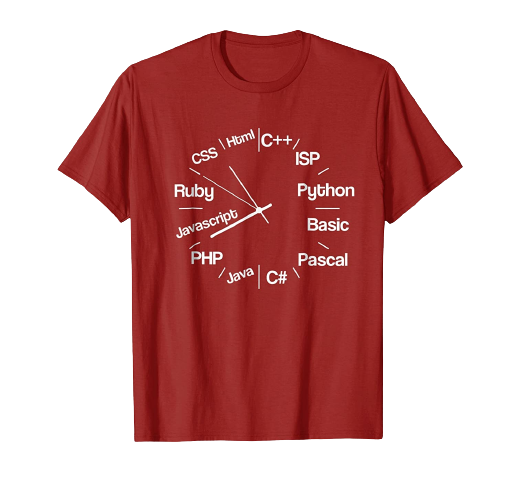 Html
C++
CSS
ISP
Ruby
Python
Javascript
Basic
PHP
Pascal
Java
C#